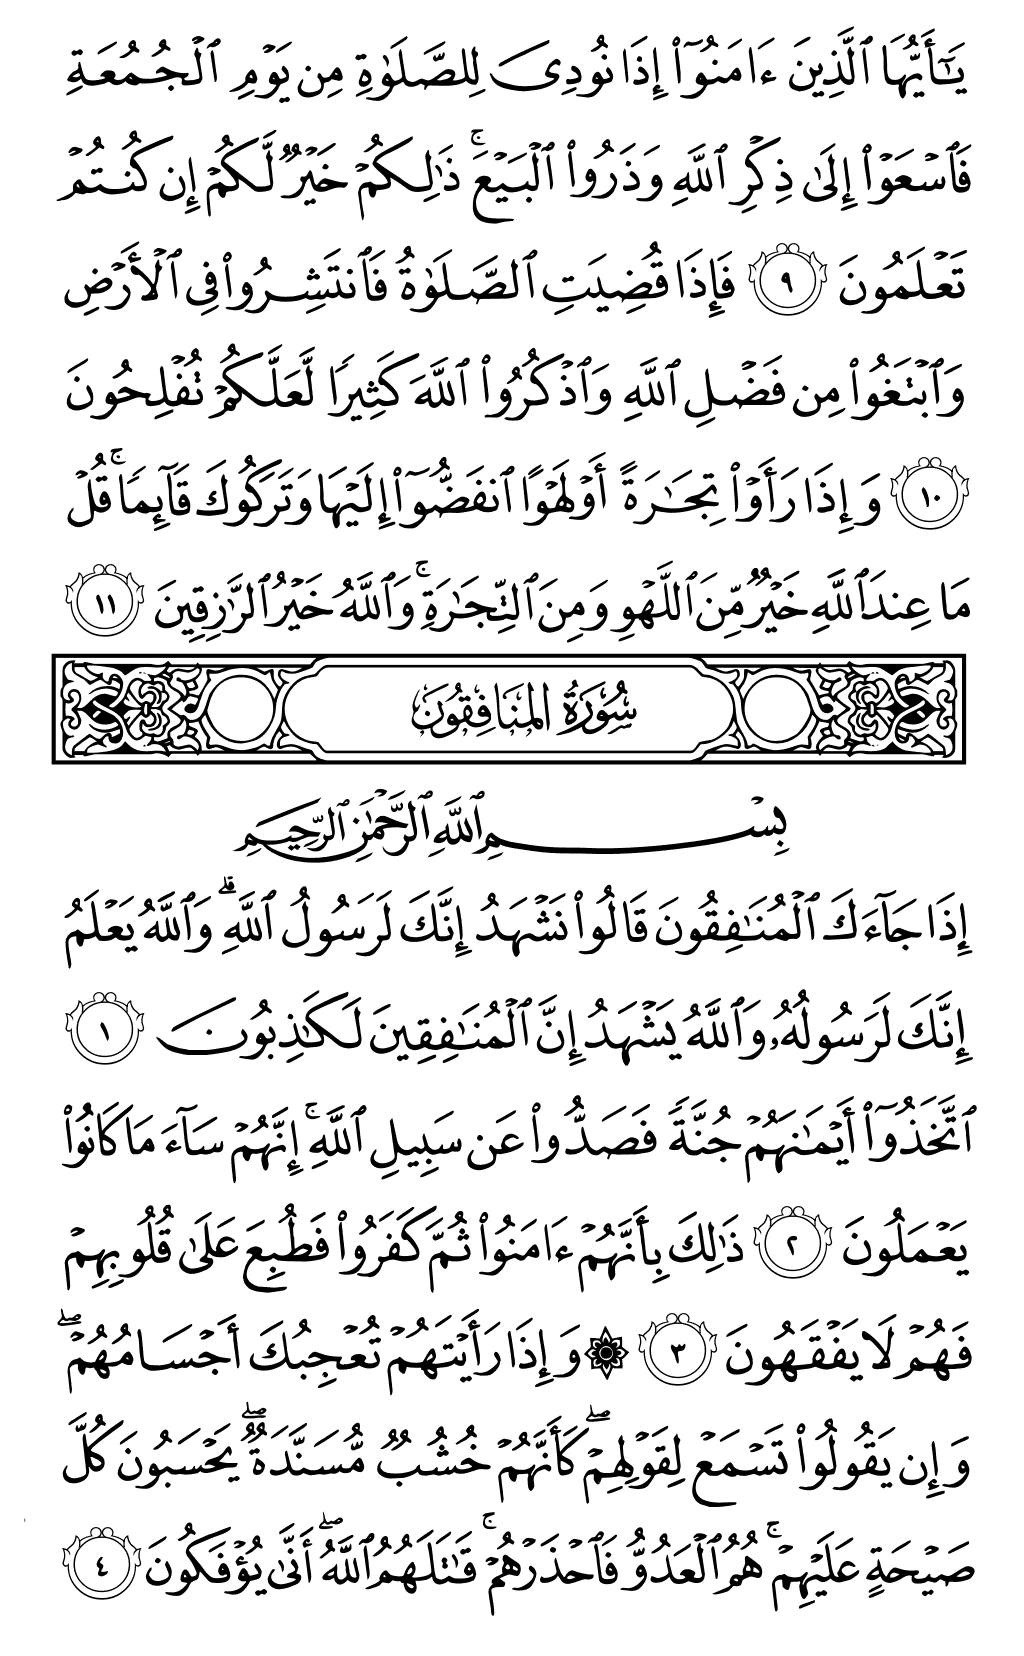 يَٰٓأَيُّهَا ٱلَّذِينَ ءَامَنُوٓا۟ إِذَا نُودِىَ لِلصَّلَوٰةِ مِن يَوْمِ ٱلْجُمُعَةِ
فَٱسْعَوْا۟ إِلَىٰ ذِكْرِ ٱللَّهِ وَذَرُوا۟ ٱلْبَيْعَ ۚ ذَٰلِكُمْ خَيْرٌ لَّكُمْ إِن كُنتُمْ
تَعْلَمُونَ ٩ فَإِذَا قُضِيَتِ ٱلصَّلَوٰةُ فَٱنتَشِرُوا۟ فِى ٱلْأَرْضِ
وَٱبْتَغُوا۟ مِن فَضْلِ ٱللَّهِ وَٱذْكُرُوا۟ ٱللَّهَ كَثِيرًا لَّعَلَّكُمْ تُفْلِحُونَ
١٠ وَإِذَا رَأَوْا۟ تِجَٰرَةً أَوْ لَهْوًا ٱنفَضُّوٓا۟ إِلَيْهَا وَتَرَكُوكَ قَآئِمًا ۚ قُلْ
مَا عِندَ ٱللَّهِ خَيْرٌ مِّنَ ٱللَّهْوِ وَمِنَ ٱلتِّجَٰرَةِ ۚ وَٱللَّهُ خَيْرُ ٱلرَّٰزِقِينَ ١١
سُورَةُ المنَافِقُونَ
بِسْمِ ٱللَّهِ ٱلرَّحْمَٰنِ ٱلرَّحِيمِ
إِذَا جَآءَكَ ٱلْمُنَٰفِقُونَ قَالُوا۟ نَشْهَدُ إِنَّكَ لَرَسُولُ ٱللَّهِ ۗ وَٱللَّهُ يَعْلَمُ
إِنَّكَ لَرَسُولُهُۥ وَٱللَّهُ يَشْهَدُ إِنَّ ٱلْمُنَٰفِقِينَ لَكَٰذِبُونَ ١
ٱتَّخَذُوٓا۟ أَيْمَٰنَهُمْ جُنَّةً فَصَدُّوا۟ عَن سَبِيلِ ٱللَّهِ ۚ إِنَّهُمْ سَآءَ مَا كَانُوا۟
يَعْمَلُونَ ٢ ذَٰلِكَ بِأَنَّهُمْ ءَامَنُوا۟ ثُمَّ كَفَرُوا۟ فَطُبِعَ عَلَىٰ قُلُوبِهِمْ
فَهُمْ لَا يَفْقَهُونَ ٣ ۞ وَإِذَا رَأَيْتَهُمْ تُعْجِبُكَ أَجْسَامُهُمْ ۖ
وَإِن يَقُولُوا۟ تَسْمَعْ لِقَوْلِهِمْ ۖ كَأَنَّهُمْ خُشُبٌ مُّسَنَّدَةٌ ۖ يَحْسَبُونَ كُلَّ
صَيْحَةٍ عَلَيْهِمْ ۚ هُمُ ٱلْعَدُوُّ فَٱحْذَرْهُمْ ۚ قَٰتَلَهُمُ ٱللَّهُ ۖ أَنَّىٰ يُؤْفَكُونَ ٤